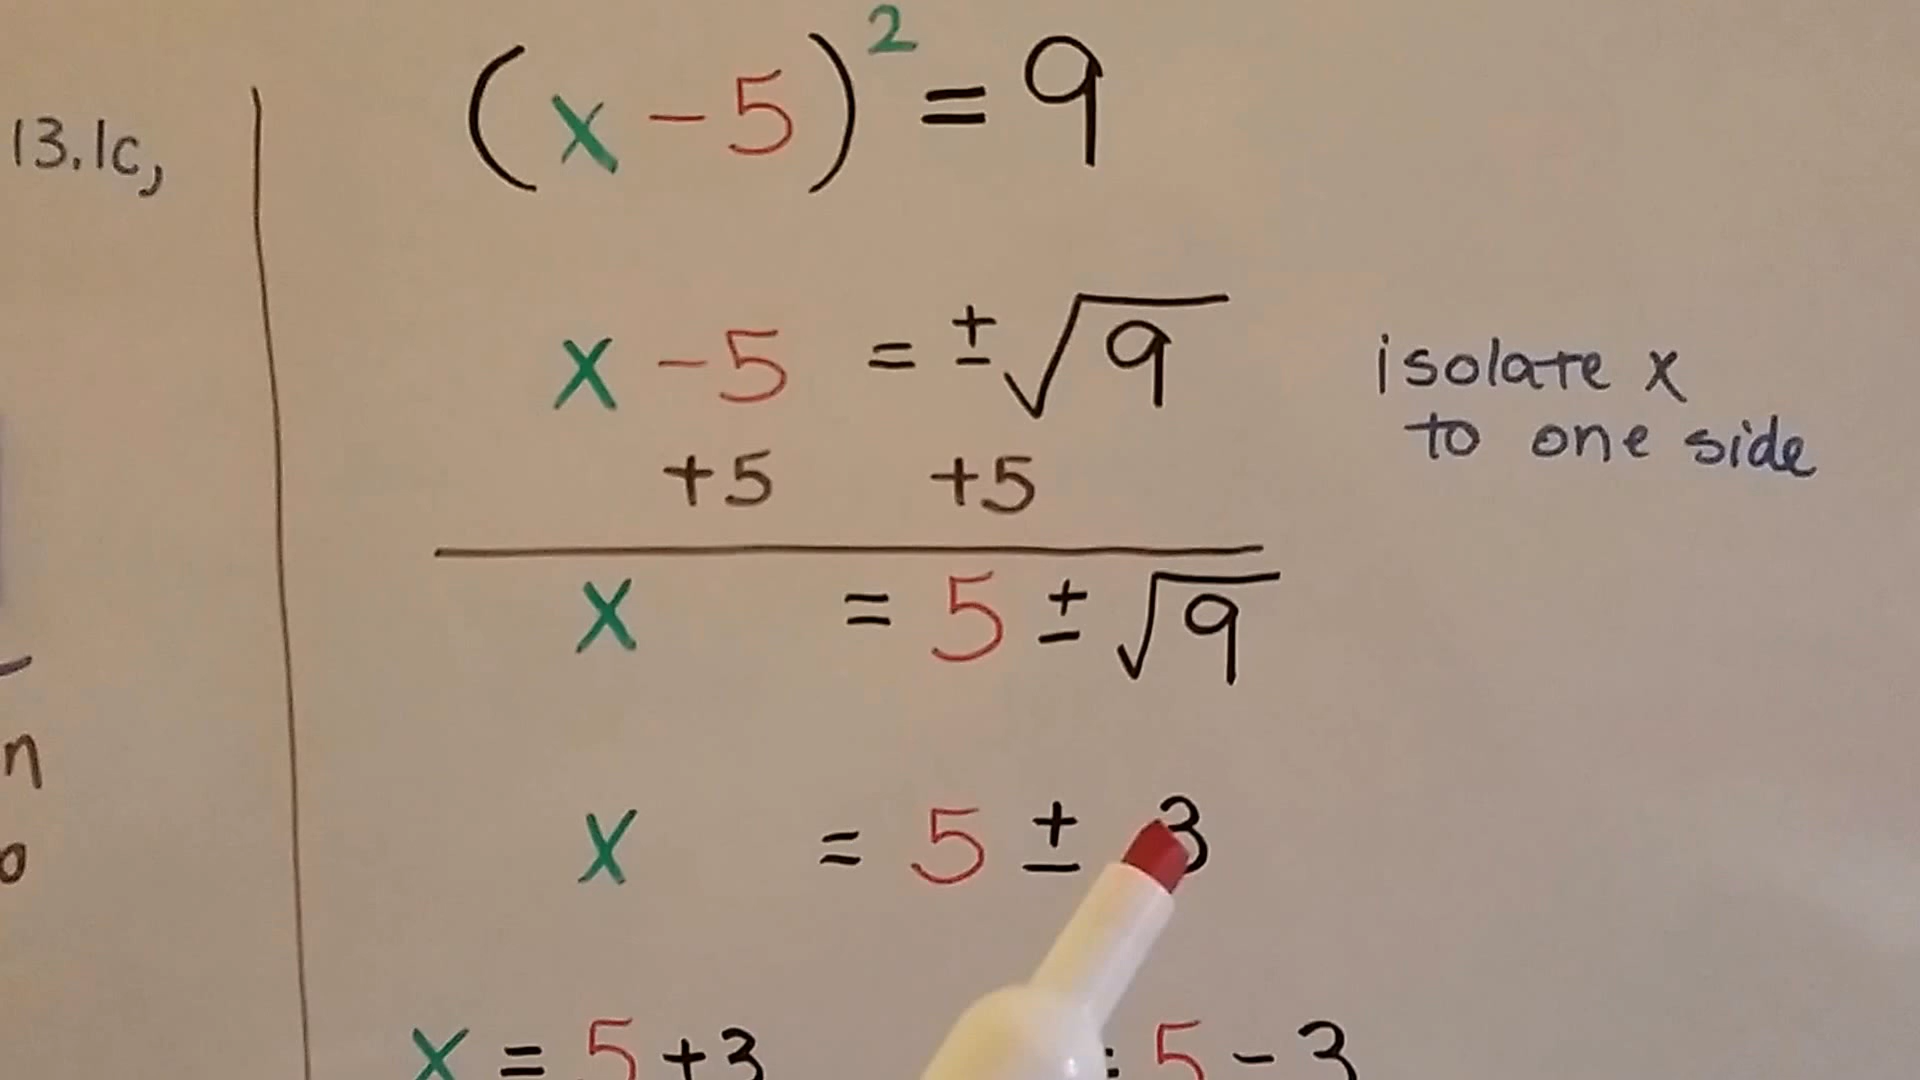 13.1c,
n
o
(x - 5)² = 9
x - 5 = ±√9
isolate x
to one side
+5 +5
x = 5 ± √9
x = 5 ± 3
x = 5 + 3
5 - 3